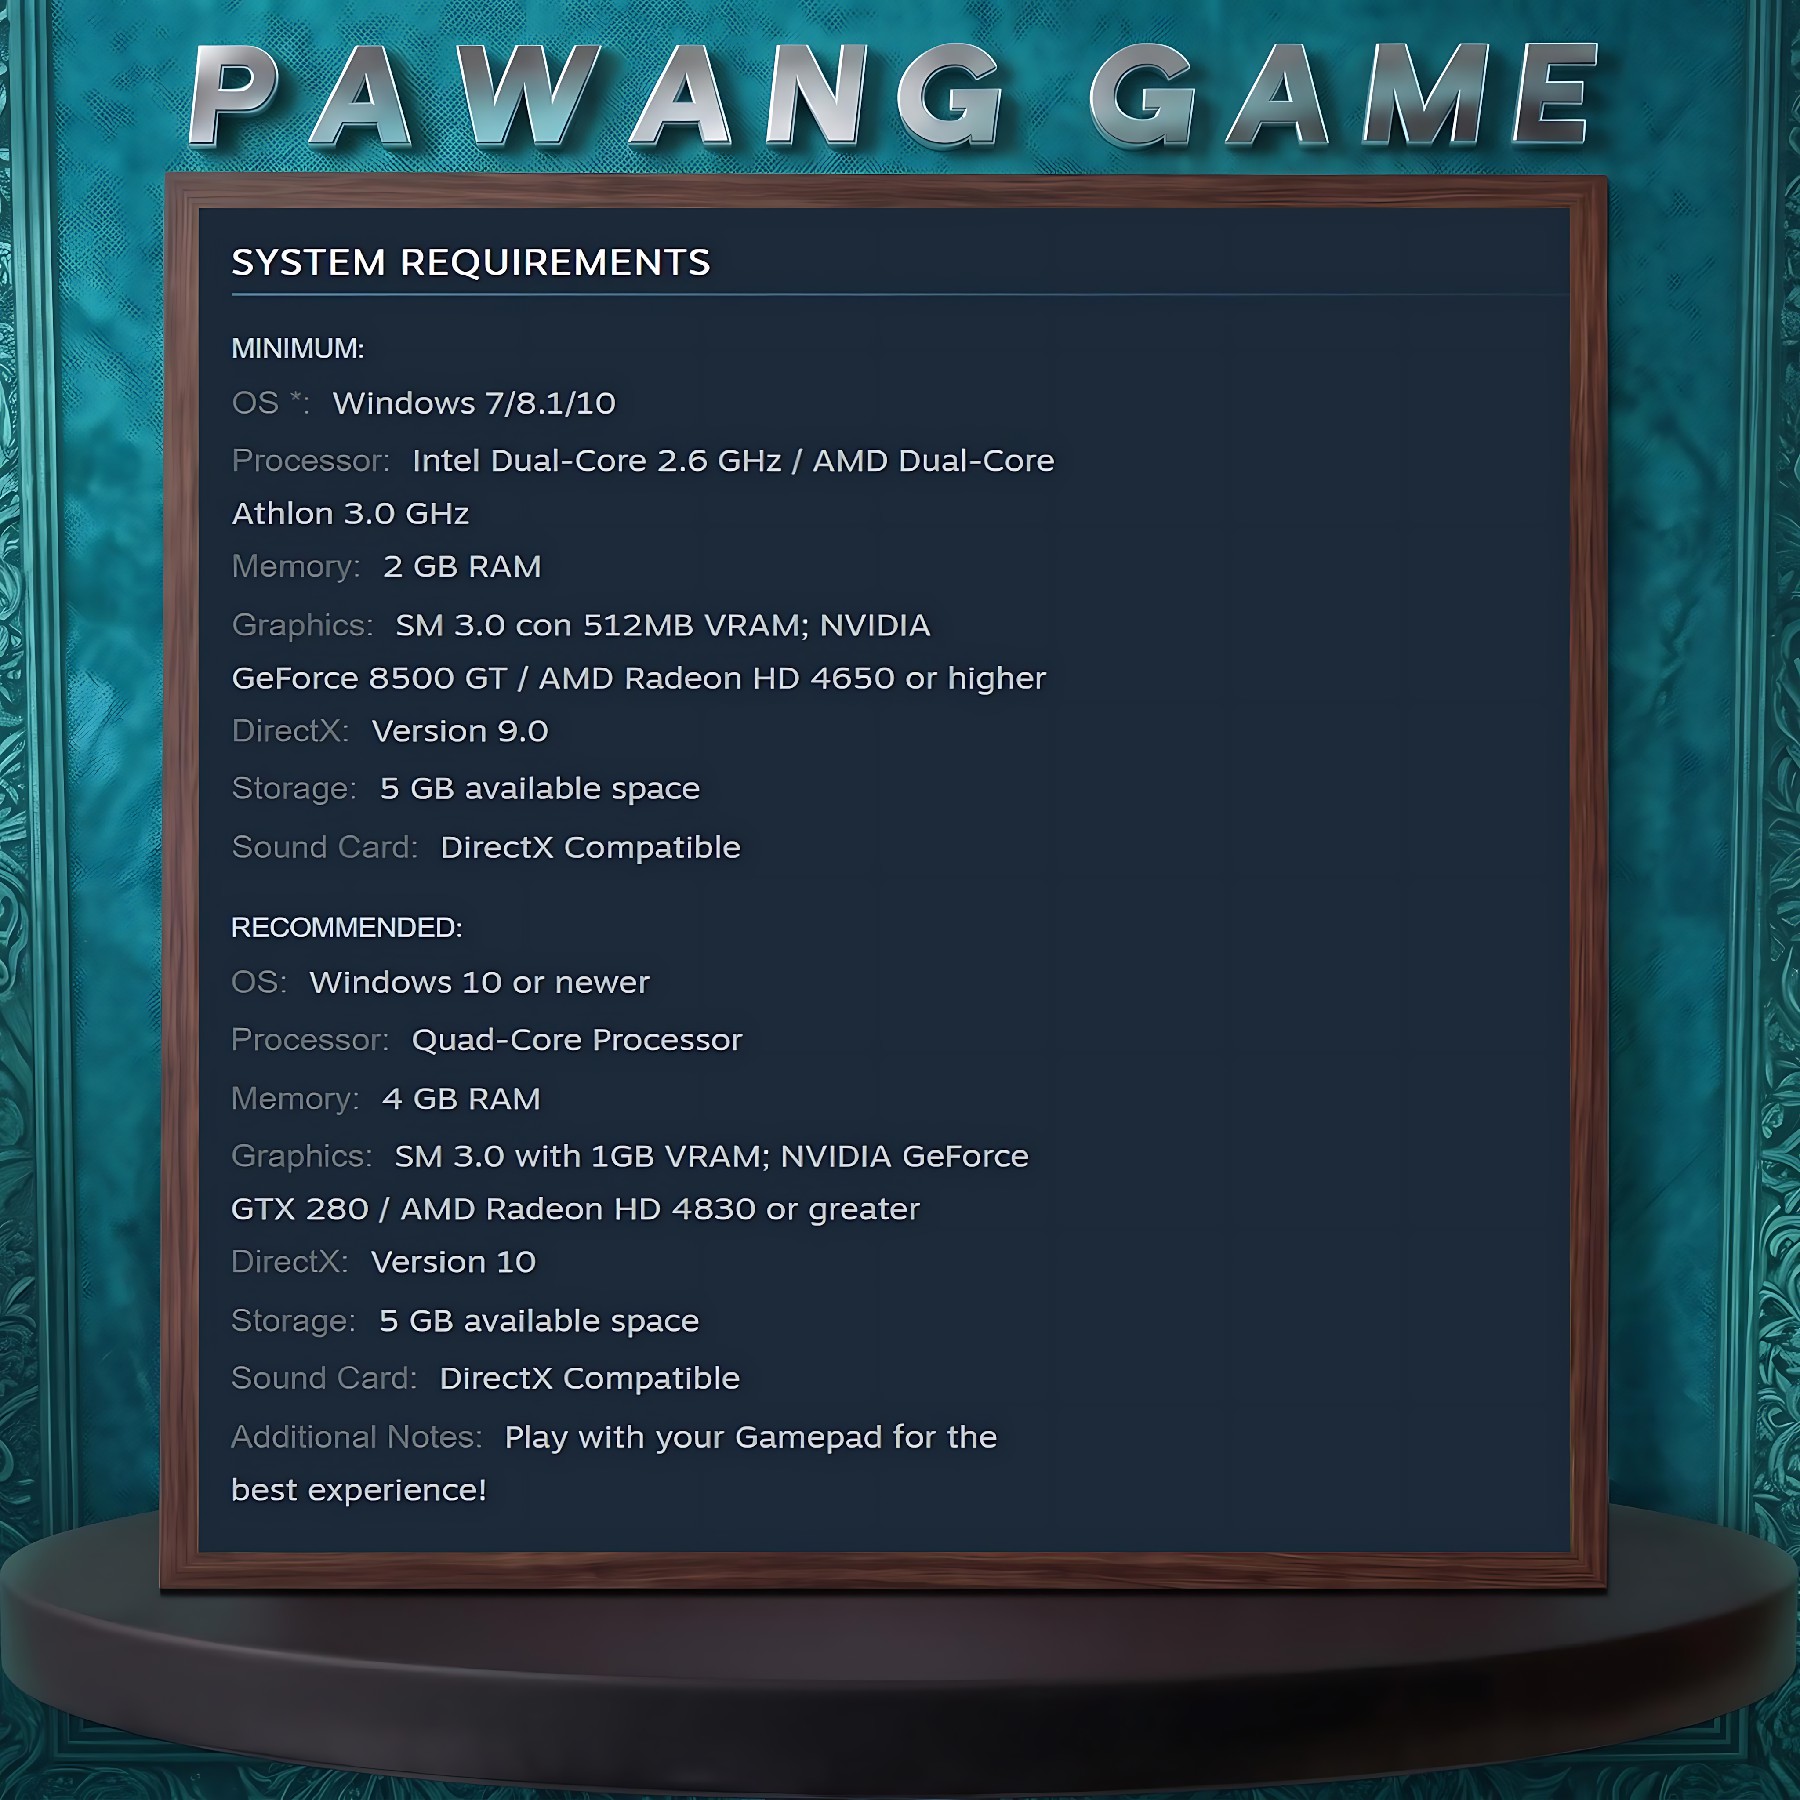 PAWANG GAME
SYSTEM REQUIREMENTS
MINIMUM:
OS *: Windows 7/8.1/10
Processor: Intel Dual-Core 2.6 GHz / AMD Dual-Core
Athlon 3.0 GHz
Memory: 2 GB RAM
Graphics: SM 3.0 con 512MB VRAM; NVIDIA
GeForce 8500 GT / AMD Radeon HD 4650 or higher
DirectX: Version 9.0
Storage: 5 GB available space
Sound Card: DirectX Compatible
RECOMMENDED:
OS: Windows 10 or newer
Processor: Quad-Core Processor
Memory: 4 GB RAM
Graphics: SM 3.0 with 1GB VRAM; NVIDIA GeForce
GTX 280 / AMD Radeon HD 4830 or greater
DirectX: Version 10
Storage: 5 GB available space
Sound Card: DirectX Compatible
Additional Notes: Play with your Gamepad for the
best experience!